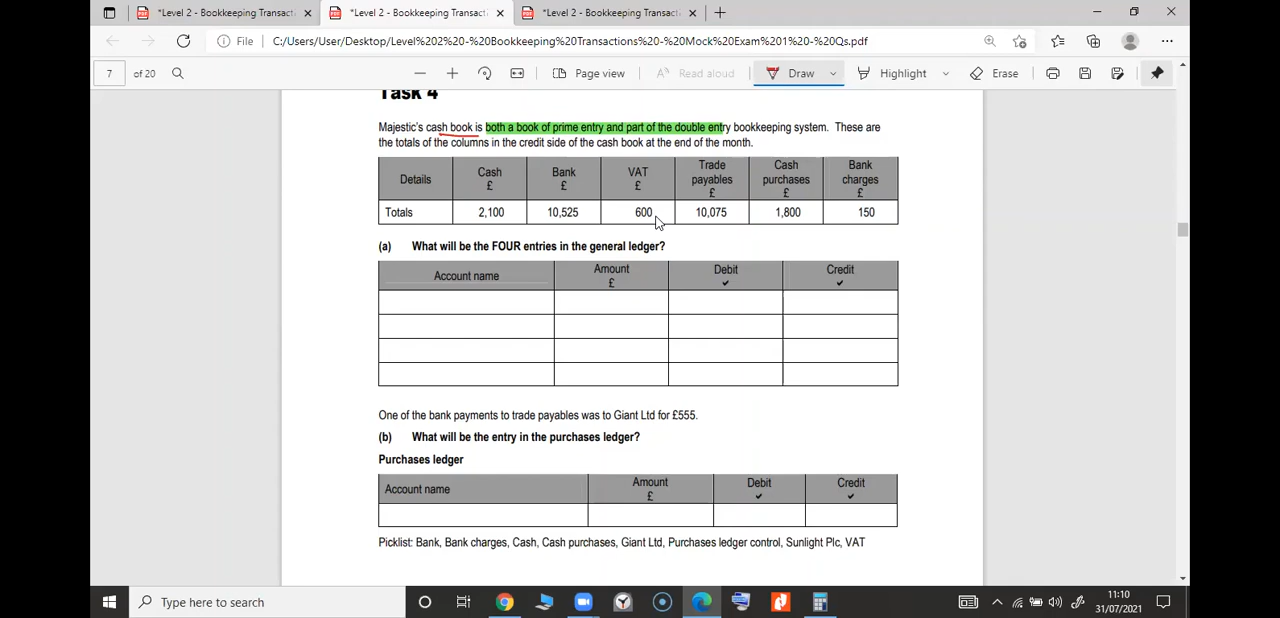 *Level 2 - Bookkeeping Transacti
*Level 2 - Bookkeeping Transacti
*Level 2 - Bookkeeping Transacti
File C:/Users/User/Desktop/Level%202%20-%20Bookkeeping%20Transactions%20-%20Mock%20Exam%201%20-%20Qs.pdf
7 of 20 Page view Read aloud Draw Highlight Erase
Task 4
Majestic's cash book is both a book of prime entry and part of the double entry bookkeeping system. These are
the totals of the columns in the credit side of the cash book at the end of the month.
Details Cash £ Bank £ VAT £ Trade payables £ Cash purchases £ Bank charges £
Totals 2,100 10,525 600 10,075 1,800 150
(a) What will be the FOUR entries in the general ledger?
Account name Amount £ Debit ✓ Credit ✓
One of the bank payments to trade payables was to Giant Ltd for £555.
(b) What will be the entry in the purchases ledger?
Purchases ledger
Account name Amount £ Debit ✓ Credit ✓
Picklist: Bank, Bank charges, Cash, Cash purchases, Giant Ltd, Purchases ledger control, Sunlight Plc, VAT
Type here to search
11:10
31/07/2021